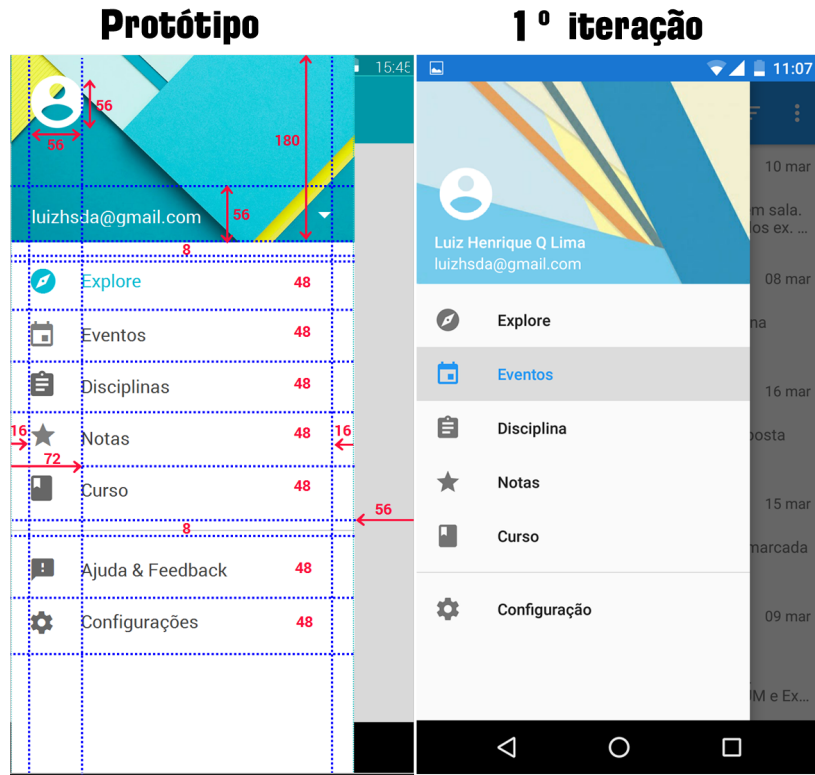 Protótipo
1º iteração
15:45
56
56
180
56
luizhsda@gmail.com
8
Explore
48
Eventos
48
Disciplinas
48
16
Notas
48
16
72
Curso
48
56
8
Ajuda & Feedback
48
Configurações
48
11:07
10 mar
Luiz Henrique Q Lima
luizhsda@gmail.com
m sala.
os ex. ...
08 mar
Explore
na
Eventos
16 mar
Disciplina
posta
Notas
15 mar
Curso
marcada
Configuração
09 mar
M e Ex...